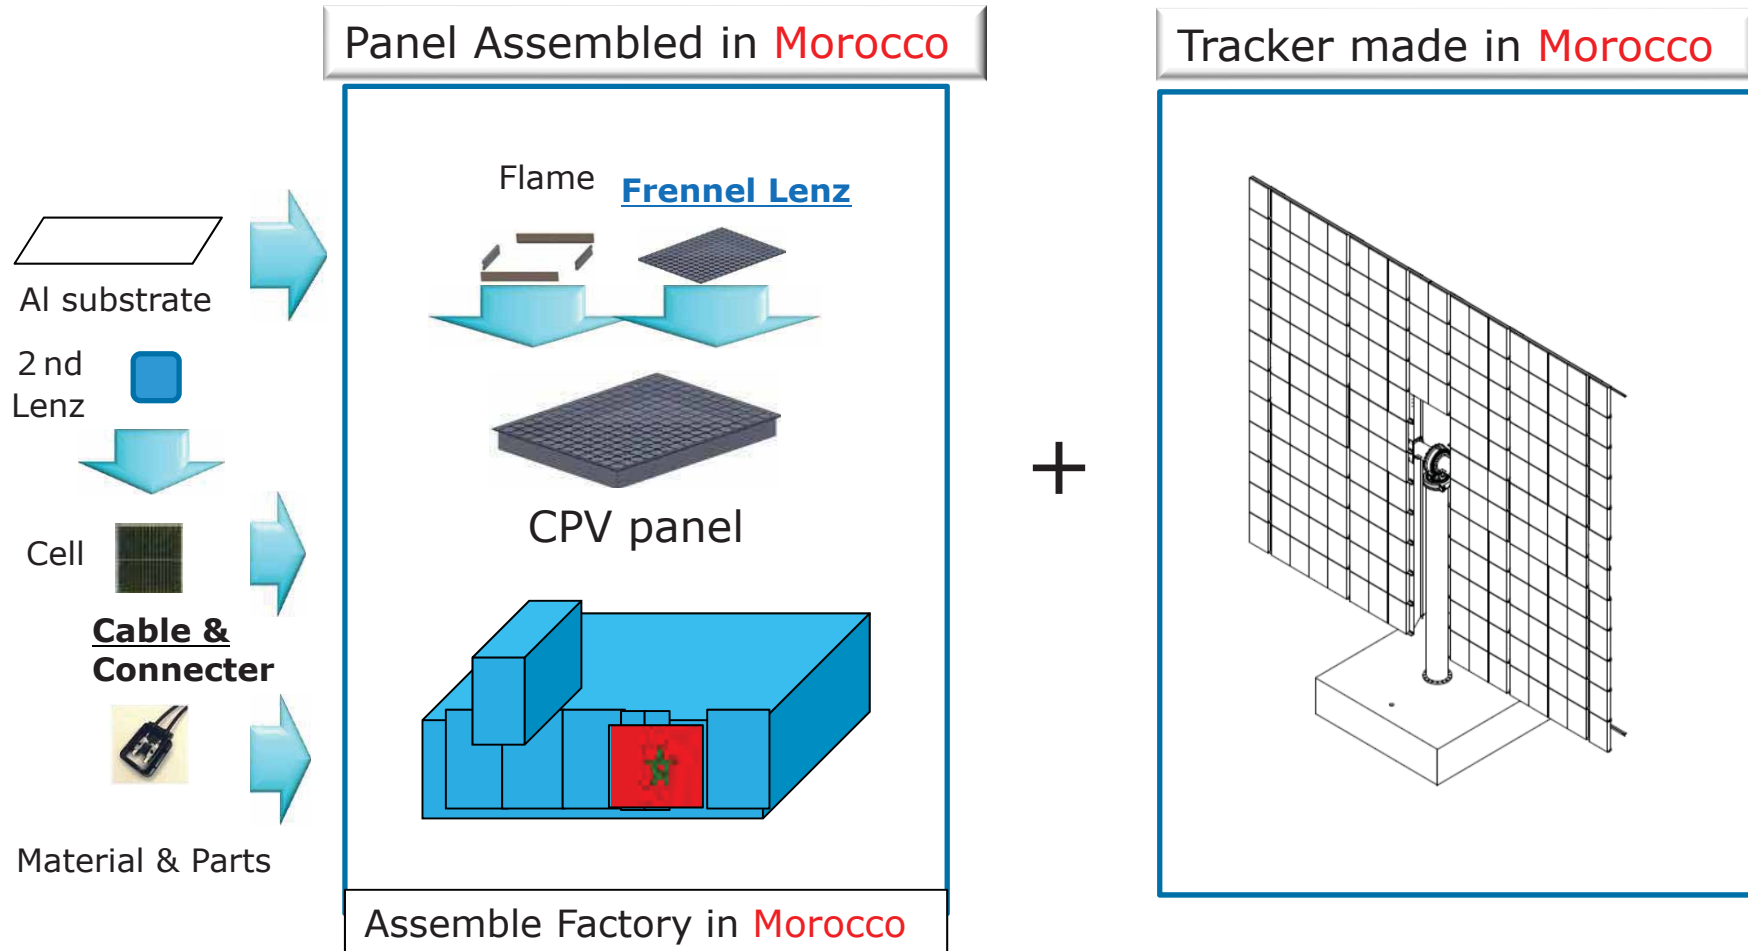 Panel Assembled in Morocco
Tracker made in Morocco
Flame
Frennel Lenz
Al substrate
2 nd
Lenz
CPV panel
Cell
Cable &
Connecter
Material & Parts
Assemble Factory in Morocco
+